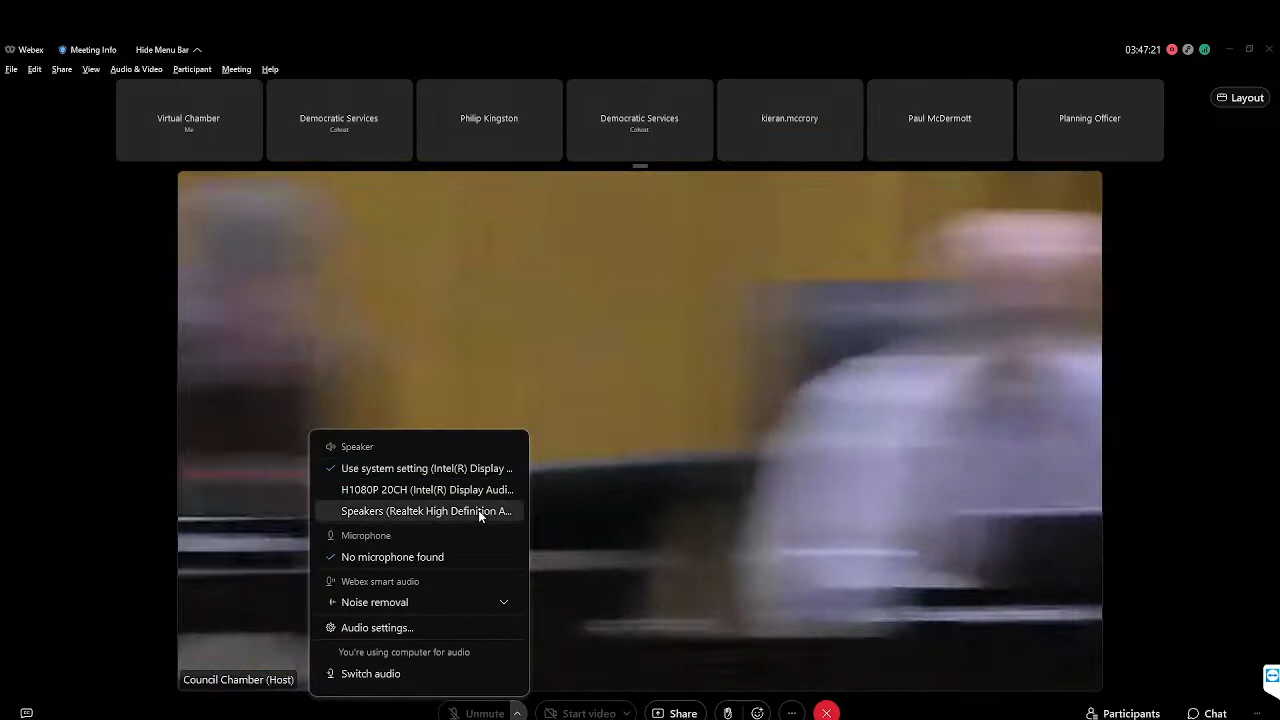 Webex
Meeting Info
Hide Menu Bar
03:47:21
File Edit Share View Audio & Video Participant Meeting Help
Layout
Virtual Chamber
Me
Democratic Services
Cohost
Philip Kingston
Democratic Services
Cohost
kieran.mccrory
Paul McDermott
Planning Officer
Speaker
Use system setting (Intel(R) Display ...
H1080P 20CH (Intel(R) Display Audi...
Speakers (Realtek High Definition A...
Microphone
No microphone found
Webex smart audio
Noise removal
Audio settings...
You're using computer for audio
Switch audio
Council Chamber (Host)
Unmute
Start video
Share
Participants
Chat